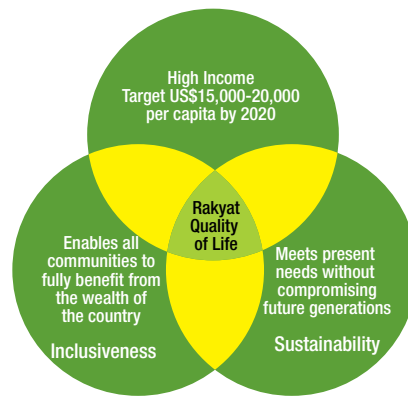 High Income
Target US$15,000-20,000
per capita by 2020
Rakyat
Quality
of Life
Enables all
communities to
fully benefit from
the wealth of
the country
Inclusiveness
Meets present
needs without
compromising
future generations
Sustainability